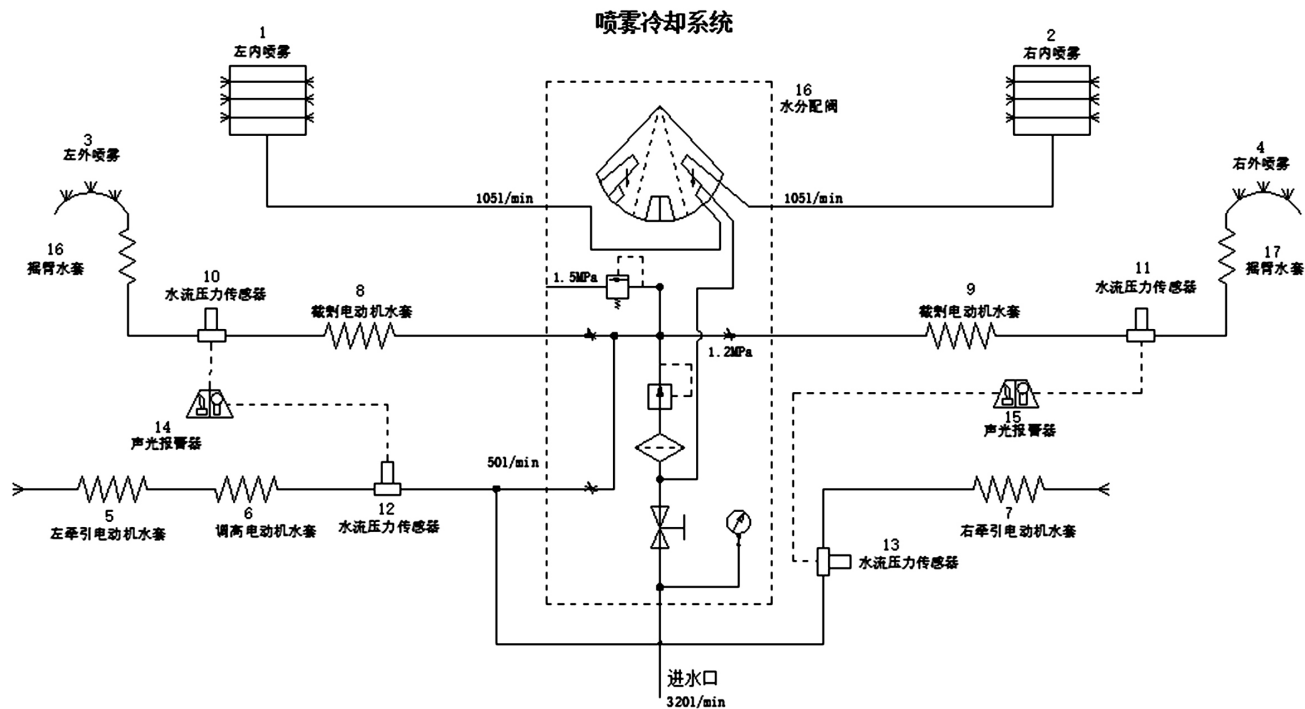 喷雾冷却系统
1
左内喷雾
2
右内喷雾
16
水分配阀
3
左外喷雾
4
右外喷雾
105l/min
105l/min
16
摇臂水套
17
摇臂水套
10
水流压力传感器
8
截割电动机水套
1.5MPa
9
截割电动机水套
11
水流压力传感器
1.2MPa
14
声光报警器
15
声光报警器
50l/min
5
左牵引电动机水套
6
调高电动机水套
12
水流压力传感器
7
右牵引电动机水套
13
水流压力传感器
进水口
320l/min